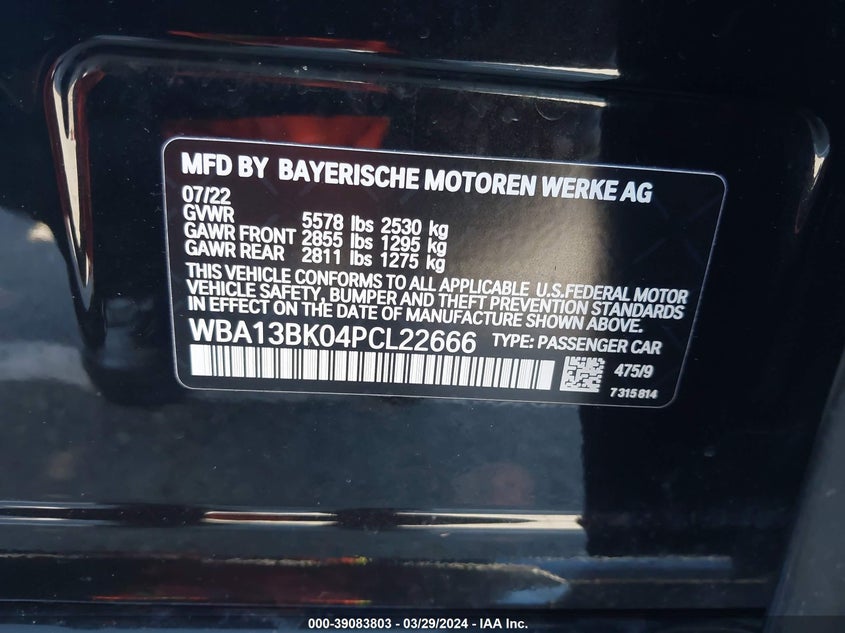 MFD BY BAYERISCHE MOTOREN WERKE AG
07/22
GVWR 5578 lbs 2530 kg
GAWR FRONT 2855 lbs 1295 kg
GAWR REAR 2811 lbs 1275 kg
THIS VEHICLE CONFORMS TO ALL APPLICABLE U.S.FEDERAL MOTOR
VEHICLE SAFETY, BUMPER AND THEFT PREVENTION STANDARDS
IN EFFECT ON THE DATE OF MANUFACTURE SHOWN ABOVE.
WBA13BK04PCL22666 TYPE: PASSENGER CAR
475/9
7 315 814
000-39083803 / 03/29/2024 - IAA Inc.